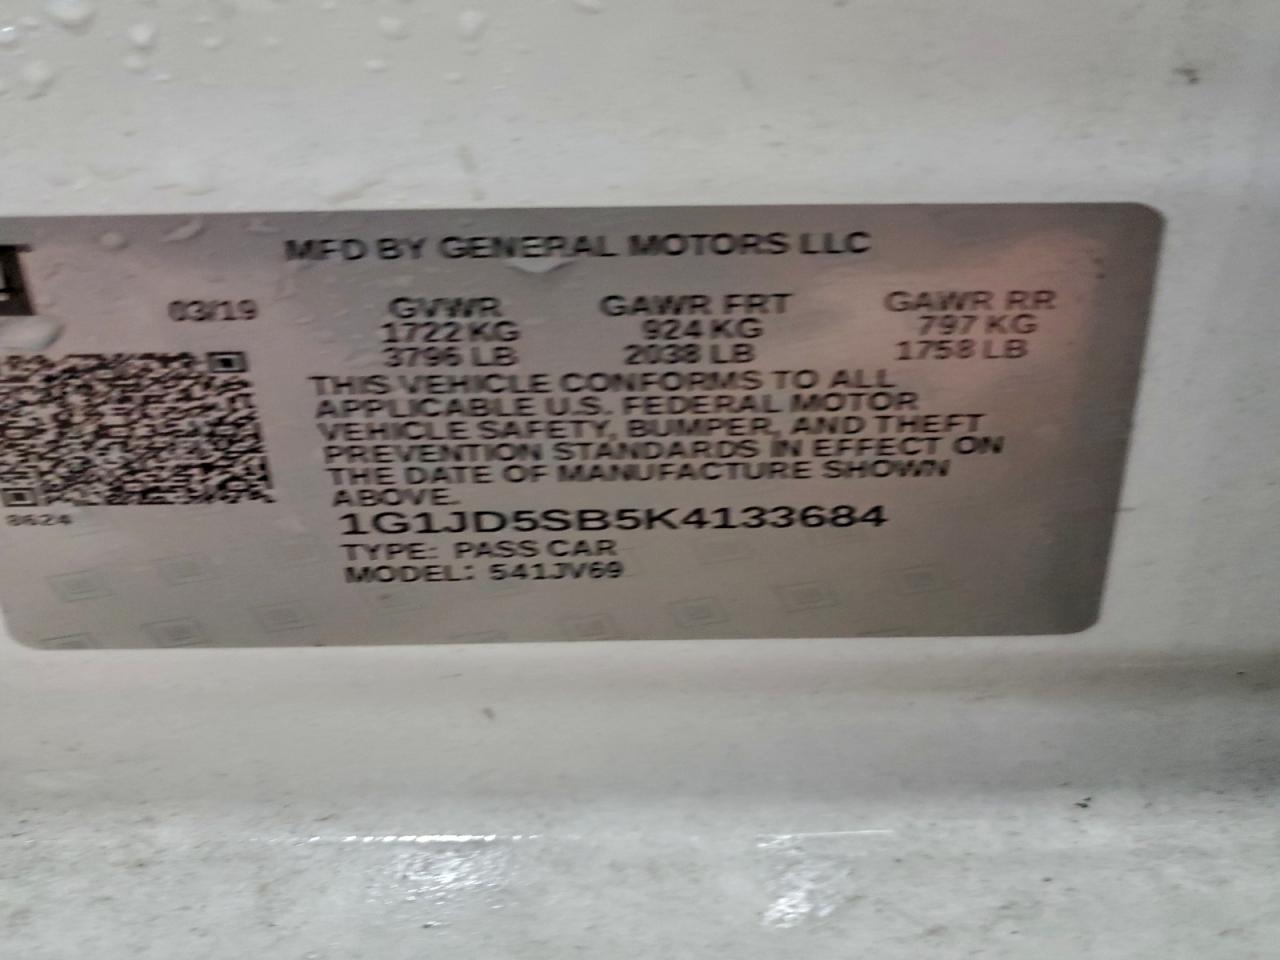 MFD BY GENERAL MOTORS LLC
03/19 GVWR GAWR FRT GAWR RR
1722 KG 924 KG 797 KG
3796 LB 2038 LB 1758 LB
THIS VEHICLE CONFORMS TO ALL
APPLICABLE U.S. FEDERAL MOTOR
VEHICLE SAFETY, BUMPER, AND THEFT
PREVENTION STANDARDS IN EFFECT ON
THE DATE OF MANUFACTURE SHOWN
ABOVE.
8624
1G1JD5SB5K4133684
TYPE: PASS CAR
MODEL: 541JV69